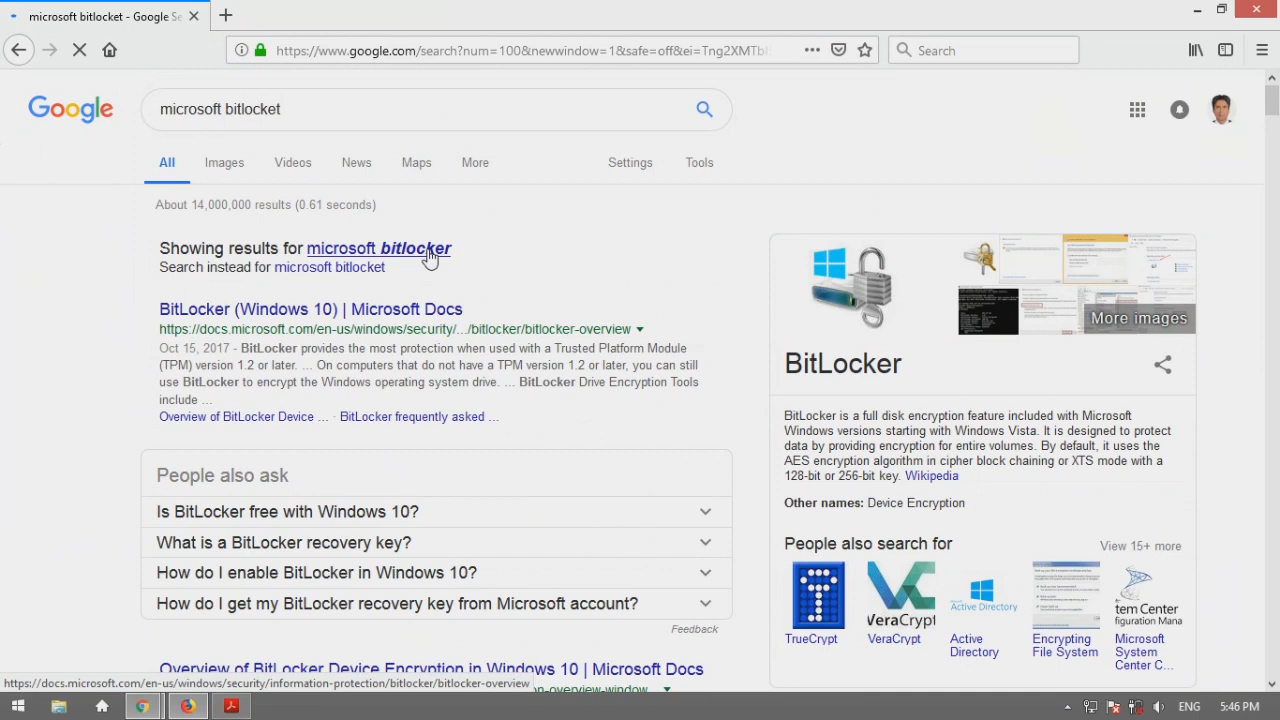 microsoft bitlocket - Google Se
https://www.google.com/search?num=100&newwindow=1&safe=off&ei=Tng2XMTbI
Search
Google
microsoft bitlocket
All
Images
Videos
News
Maps
More
Settings
Tools
About 14,000,000 results (0.61 seconds)
Showing results for microsoft bitlocker
Search instead for microsoft bitlocket
BitLocker (Windows 10) | Microsoft Docs
https://docs.microsoft.com/en-us/windows/security/.../bitlocker/bitlocker-overview
Oct 15, 2017 - BitLocker provides the most protection when used with a Trusted Platform Module
(TPM) version 1.2 or later. ... On computers that do not have a TPM version 1.2 or later, you can still
use BitLocker to encrypt the Windows operating system drive. ... BitLocker Drive Encryption Tools
include ...
Overview of BitLocker Device ... · BitLocker frequently asked ...
People also ask
Is BitLocker free with Windows 10?
What is a BitLocker recovery key?
How do I enable BitLocker in Windows 10?
How do I get my BitLocker recovery key from Microsoft account?
Feedback
Overview of BitLocker Device Encryption in Windows 10 | Microsoft Docs
More images
BitLocker
BitLocker is a full disk encryption feature included with Microsoft
Windows versions starting with Windows Vista. It is designed to protect
data by providing encryption for entire volumes. By default, it uses the
AES encryption algorithm in cipher block chaining or XTS mode with a
128-bit or 256-bit key. Wikipedia
Other names: Device Encryption
People also search for
View 15+ more
VeraCrypt
Active Directory
tem Center
figuration Mana
TrueCrypt
VeraCrypt
Active
Directory
Encrypting
File System
Microsoft
System
Center C...
https://docs.microsoft.com/en-us/windows/security/information-protection/bitlocker/bitlocker-overview
ENG
5:46 PM